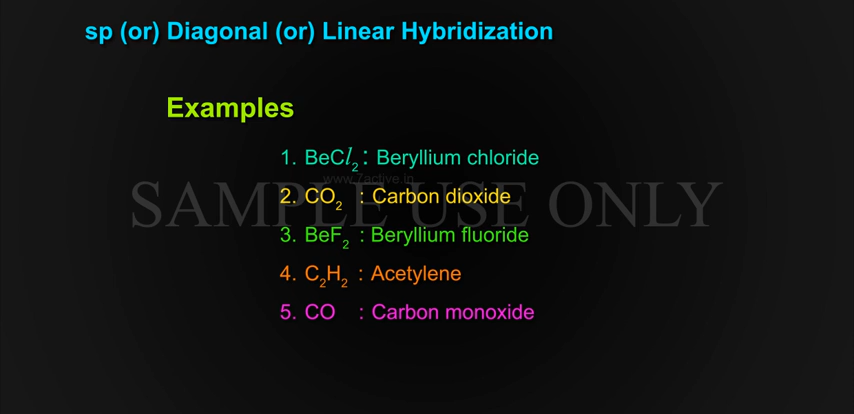 sp (or) Diagonal (or) Linear Hybridization
Examples
1. BeCl₂ : Beryllium chloride
www.7active.in
2. CO₂ : Carbon dioxide
SAMPLE USE ONLY
3. BeF₂ : Beryllium fluoride
4. C₂H₂ : Acetylene
5. CO : Carbon monoxide